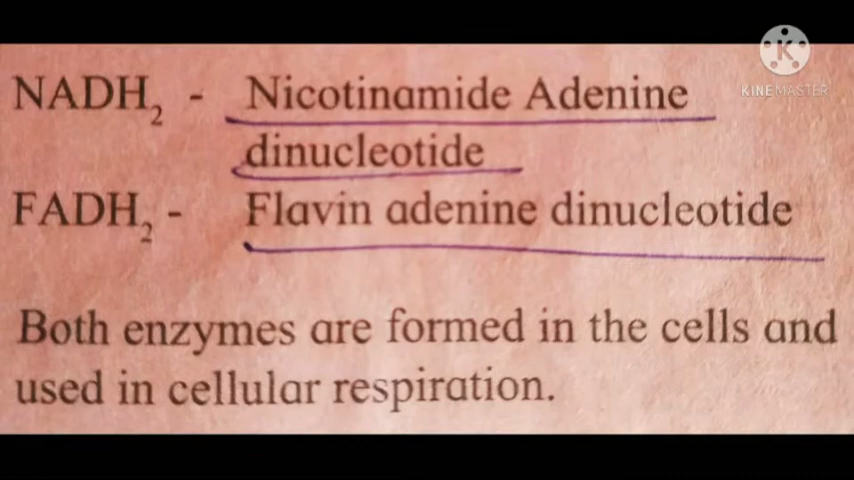 KINEMASTER
NADH₂ - Nicotinamide Adenine
dinucleotide
FADH₂ - Flavin adenine dinucleotide
Both enzymes are formed in the cells and
used in cellular respiration.